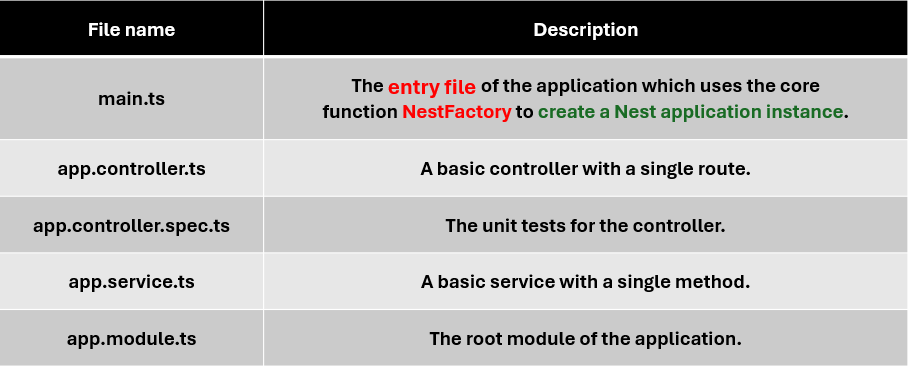 File name Description
main.ts The entry file of the application which uses the core
function NestFactory to create a Nest application instance.
app.controller.ts A basic controller with a single route.
app.controller.spec.ts The unit tests for the controller.
app.service.ts A basic service with a single method.
app.module.ts The root module of the application.